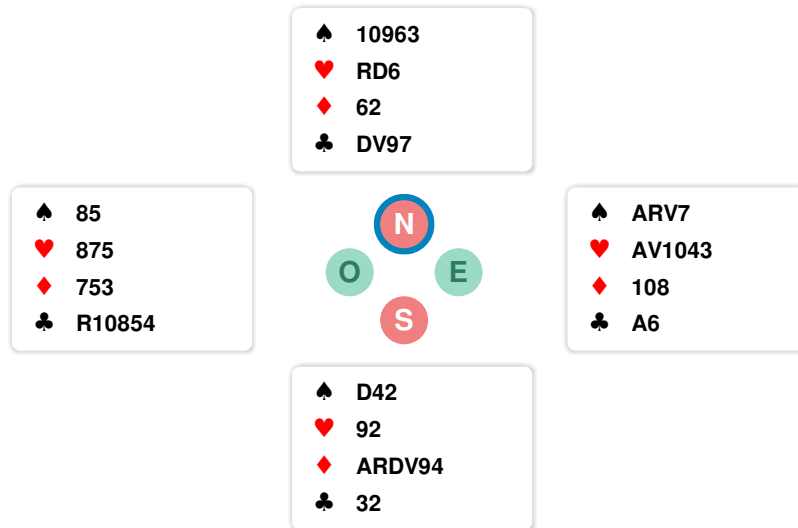 ♠ 10963
♥ RD6
♦ 62
♣ DV97
♠ 85
♥ 875
♦ 753
♣ R10854
N
O E
S
♠ ARV7
♥ AV1043
♦ 108
♣ A6
♠ D42
♥ 92
♦ ARDV94
♣ 32